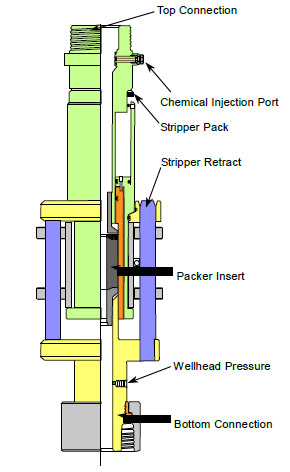 Top Connection
Chemical Injection Port
Stripper Pack
Stripper Retract
Packer Insert
Wellhead Pressure
Bottom Connection